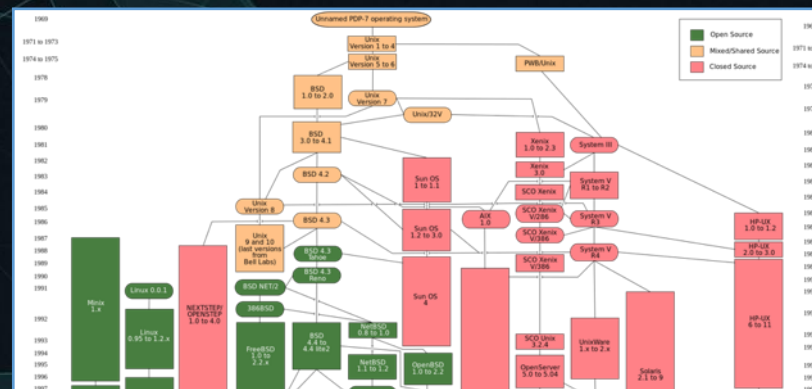 1969
Unnamed PDP-7 operating system
Open Source
Mixed/Shared Source
Closed Source
1971 to 1973
Unix
Version 1 to 4
1974 to 1975
Unix
Version 5 to 6
PWB/Unix
1978
BSD
1.0 to 2.0
1979
Unix
Version 7
Unix/32V
1980
BSD
3.0 to 4.1
1981
Xenix
1.0 to 2.3
System III
1982
Sun OS
1 to 1.1
Xenix
3.0
1983
BSD 4.2
SCO Xenix
System V
R1 to R2
1984
1985
Unix
Version 8
SCO Xenix
V/286
System V
R3
1986
BSD 4.3
AIX
1.0
HP-UX
1.0 to 1.2
Unix
9 and 10
(last versions
from
Bell Labs)
Sun OS
1.2 to 3.0
SCO Xenix
V/386
1987
1988
BSD 4.3
Tahoe
System V
R4
HP-UX
2.0 to 3.0
1989
SCO Xenix
V/386
1990
BSD 4.3
Reno
1991
Linux 0.0.1
BSD NET/2
Minix
1.x
NEXTSTEP/
OPENSTEP
1.0 to 4.0
386BSD
Sun OS
4
1992
Linux
0.95 to 1.2.x
NetBSD
0.8 to 1.0
HP-UX
6 to 11
1993
FreeBSD
1.0 to
2.2.x
BSD
4.4 to
4.4 lite2
SCO Unix
3.2.4
UnixWare
1.x to 2.x
1994
1995
NetBSD
1.1 to 1.2
OpenBSD
1.0 to 2.2
OpenServer
5.0 to 5.04
Solaris
2.1 to 9
1996
1997